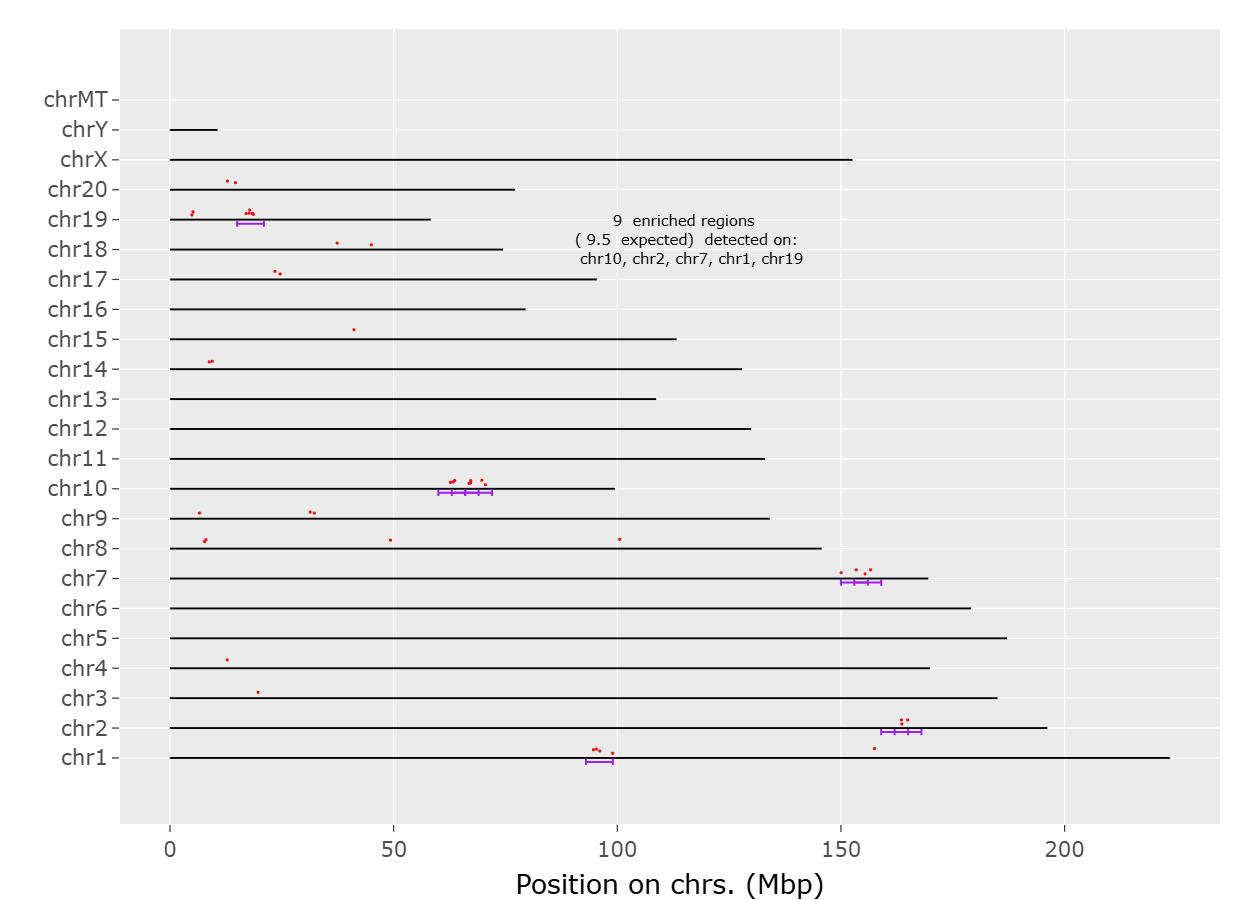 chrMT
chrY
chrX
chr20
chr19
9 enriched regions
( 9.5 expected) detected on:
chr10, chr2, chr7, chr1, chr19
chr18
chr17
chr16
chr15
chr14
chr13
chr12
chr11
chr10
chr9
chr8
chr7
chr6
chr5
chr4
chr3
chr2
chr1
0 50 100 150 200
Position on chrs. (Mbp)